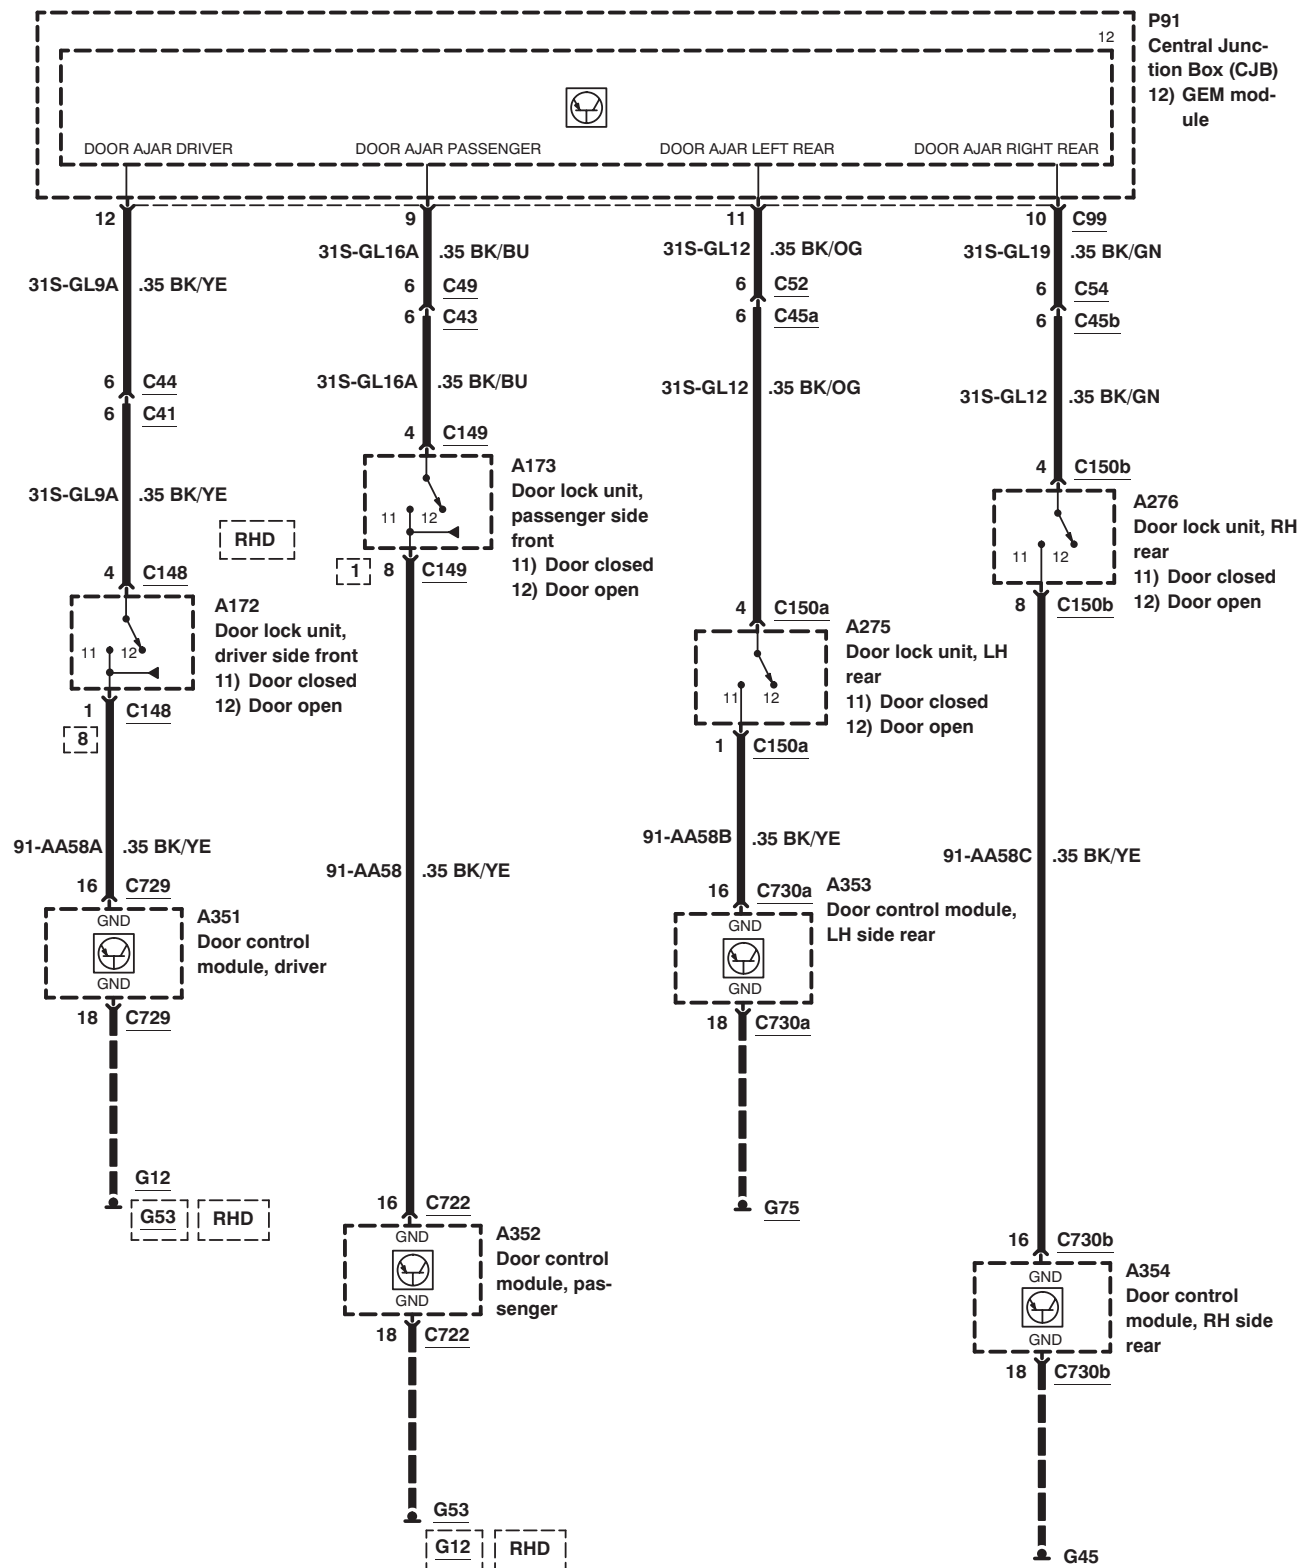 P91
Central Junc-
tion Box (CJB)
12) GEM mod-
ule
12
DOOR AJAR DRIVER
DOOR AJAR PASSENGER
DOOR AJAR LEFT REAR
DOOR AJAR RIGHT REAR
12
9
11
10 C99
31S-GL9A .35 BK/YE
6 C44
6 C41
31S-GL9A .35 BK/YE
RHD
4 C148
A172
Door lock unit,
driver side front
11) Door closed
12) Door open
11 12
1 C148
8
91-AA58A .35 BK/YE
16 C729
GND
A351
Door control
module, driver
GND
18 C729
G12
G53 RHD
31S-GL16A .35 BK/BU
6 C49
6 C43
31S-GL16A .35 BK/BU
4 C149
A173
Door lock unit,
passenger side
front
11) Door closed
12) Door open
11 12
1 8 C149
91-AA58 .35 BK/YE
16 C722
GND
A352
Door control
module, pas-
senger
GND
18 C722
G53
G12 RHD
31S-GL12 .35 BK/OG
6 C52
6 C45a
31S-GL12 .35 BK/OG
4 C150a
A275
Door lock unit, LH
rear
11) Door closed
12) Door open
11 12
1 C150a
91-AA58B .35 BK/YE
16 C730a
GND
A353
Door control module,
LH side rear
GND
18 C730a
G75
31S-GL19 .35 BK/GN
6 C54
6 C45b
31S-GL12 .35 BK/GN
4 C150b
A276
Door lock unit, RH
rear
11) Door closed
12) Door open
11 12
8 C150b
91-AA58C .35 BK/YE
16 C730b
GND
A354
Door control
module, RH side
rear
GND
18 C730b
G45